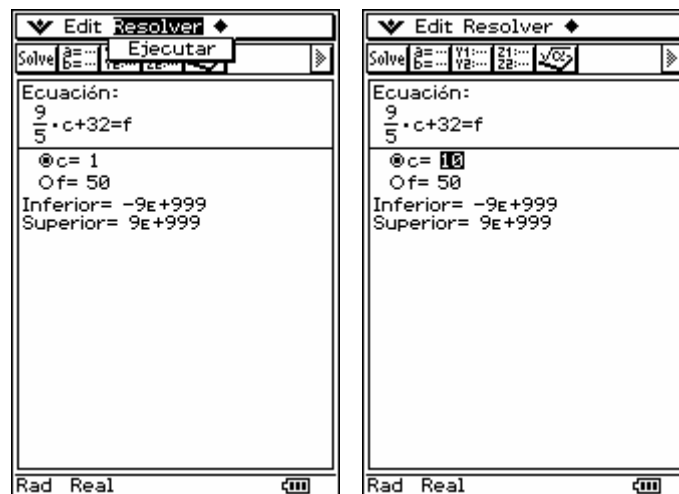 Edit Resolver ◆
Ejecutar
Solve
Ecuación:
9/5·c+32=f
c= 1
f= 50
Inferior= -9E+999
Superior= 9E+999
Rad Real
Edit Resolver ◆
Solve
Ecuación:
9/5·c+32=f
c= 10
f= 50
Inferior= -9E+999
Superior= 9E+999
Rad Real